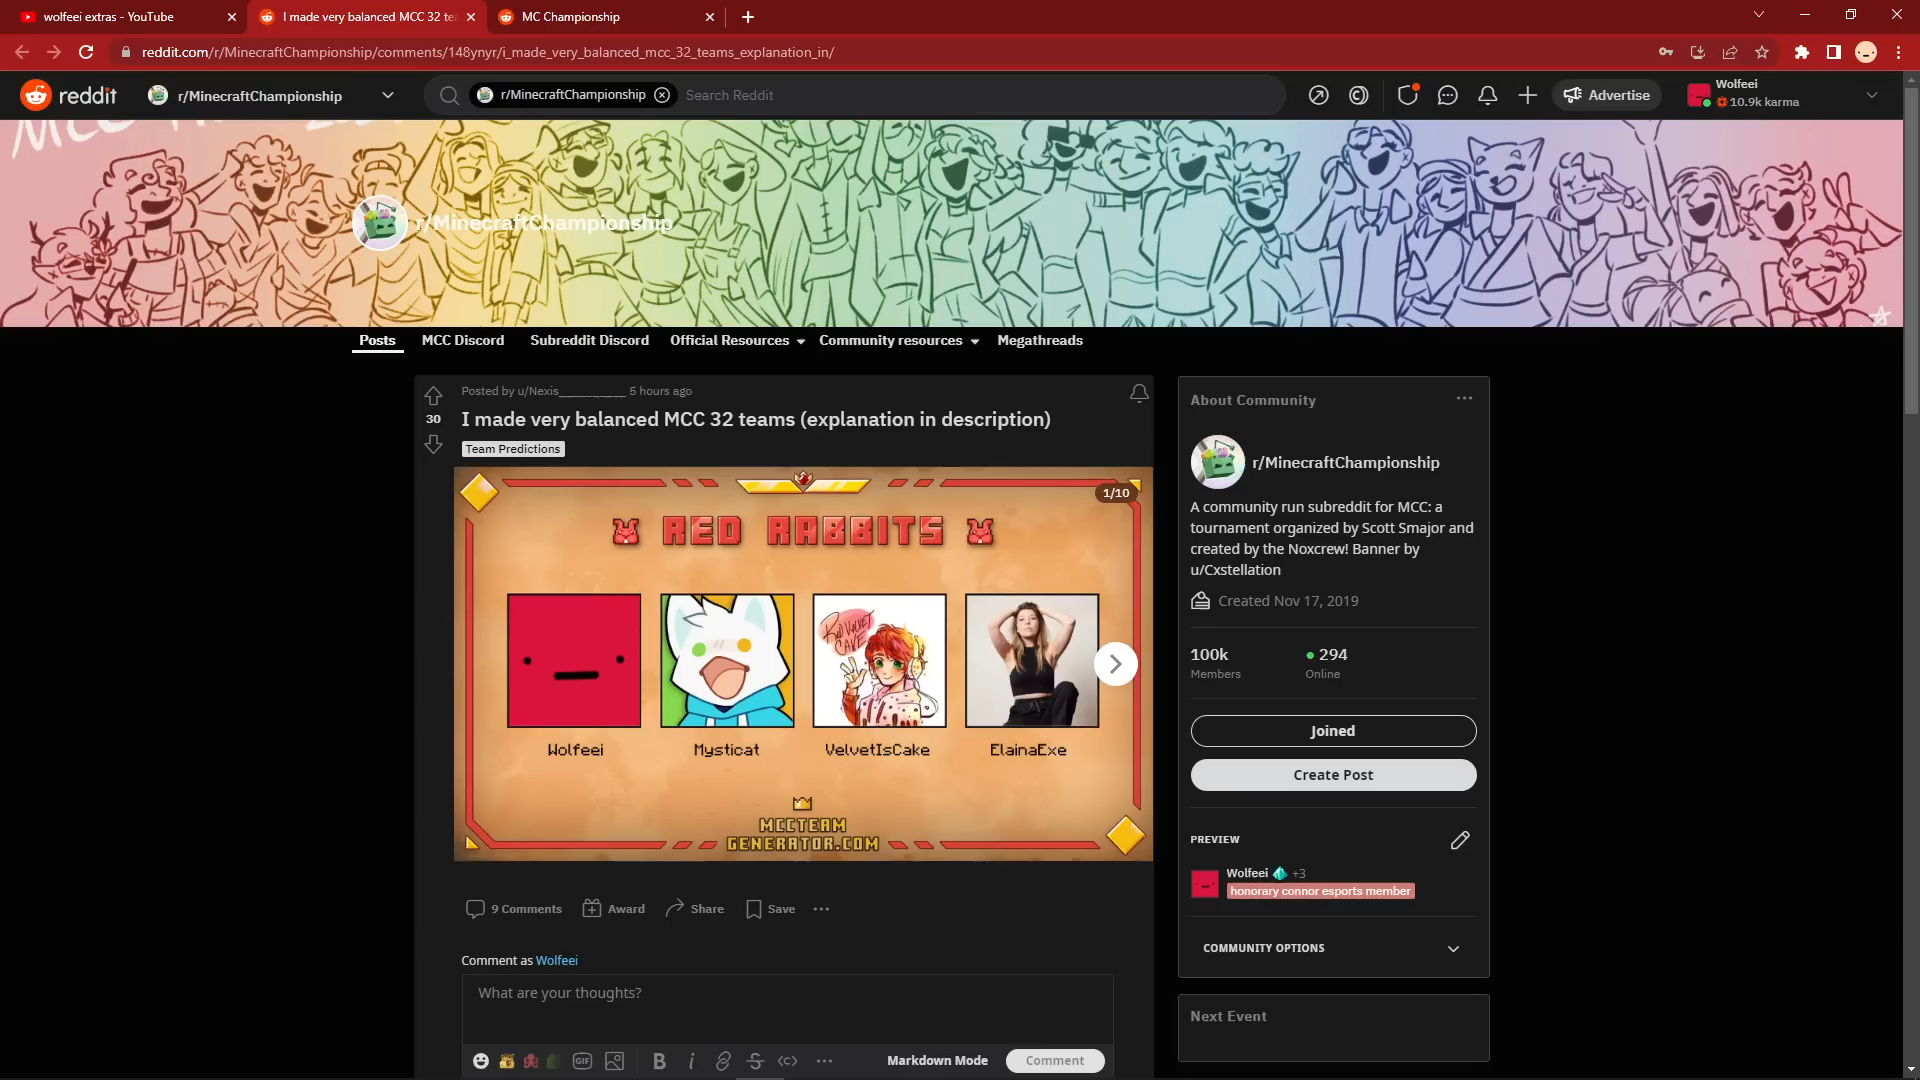 wolfeei extras - YouTube
I made very balanced MCC 32 te
MC Championship
reddit.com/r/MinecraftChampionship/comments/148ynyr/i_made_very_balanced_mcc_32_teams_explanation_in/
reddit
r/MinecraftChampionship
r/MinecraftChampionship
Search Reddit
Advertise
Wolfeei
10.9k karma
MCC
r/MinecraftChampionship
Posts
MCC Discord
Subreddit Discord
Official Resources
Community resources
Megathreads
30
Posted by u/Nexis__________ 5 hours ago
I made very balanced MCC 32 teams (explanation in description)
Team Predictions
1/10
RED RABBITS
RED VELVET
CAKE
Wolfeei
Mysticat
VelvetIsCake
ElainaExe
MCCTEAM
GENERATOR.COM
9 Comments
Award
Share
Save
Comment as Wolfeei
What are your thoughts?
GIF
B
i
Markdown Mode
Comment
About Community
r/MinecraftChampionship
A community run subreddit for MCC: a
tournament organized by Scott Smajor and
created by the Noxcrew! Banner by
u/Cxstellation
Created Nov 17, 2019
100k
Members
294
Online
Joined
Create Post
PREVIEW
Wolfeei +3
honorary connor esports member
COMMUNITY OPTIONS
Next Event